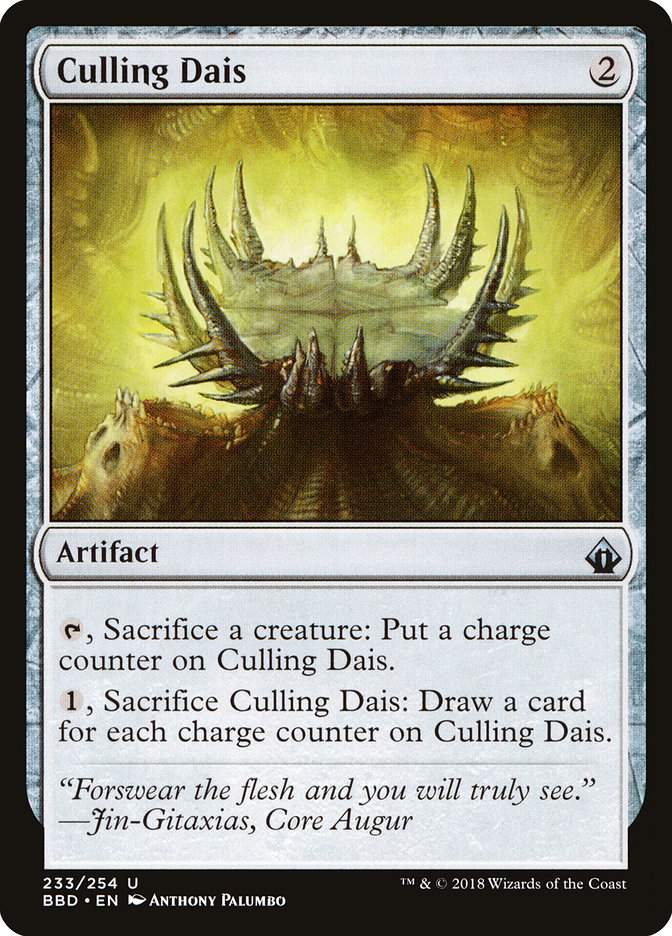 Culling Dais
2
Artifact
, Sacrifice a creature: Put a charge
counter on Culling Dais.
1, Sacrifice Culling Dais: Draw a card
for each charge counter on Culling Dais.
“Forswear the flesh and you will truly see.”
—Jin-Gitaxias, Core Augur
233/254 U
™ & © 2018 Wizards of the Coast
BBD • EN Anthony Palumbo